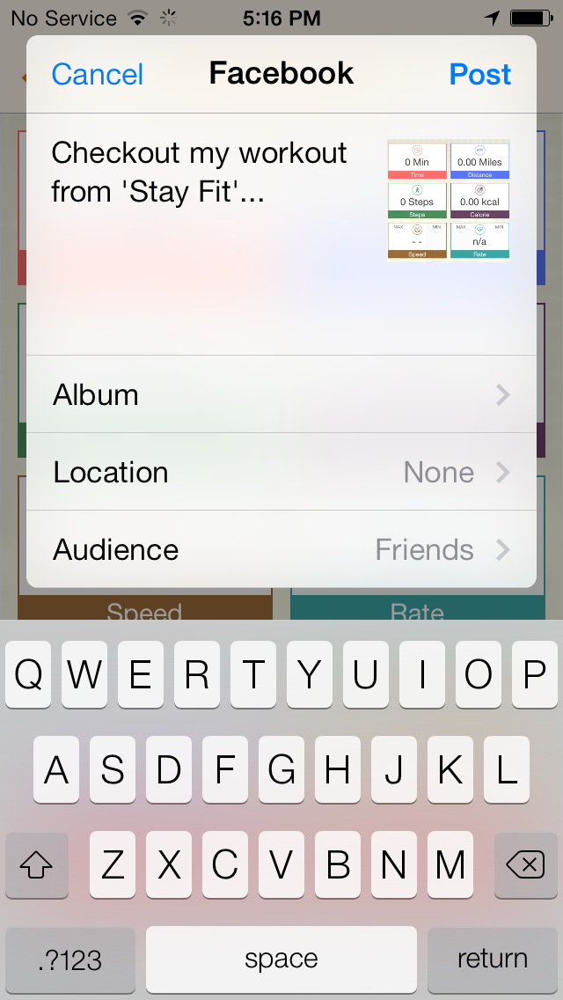 No Service 5:16 PM
Cancel Facebook Post
Checkout my workout
from 'Stay Fit'...
0 Min 0.00 Miles
Time Distance
0 Steps 0.00 kcal
Steps Calorie
MAX MIN MAX MIN
- - n/a
Speed Rate
Album
Location None
Audience Friends
Speed Rate
Q W E R T Y U I O P
A S D F G H J K L
Z X C V B N M
.?123 space return